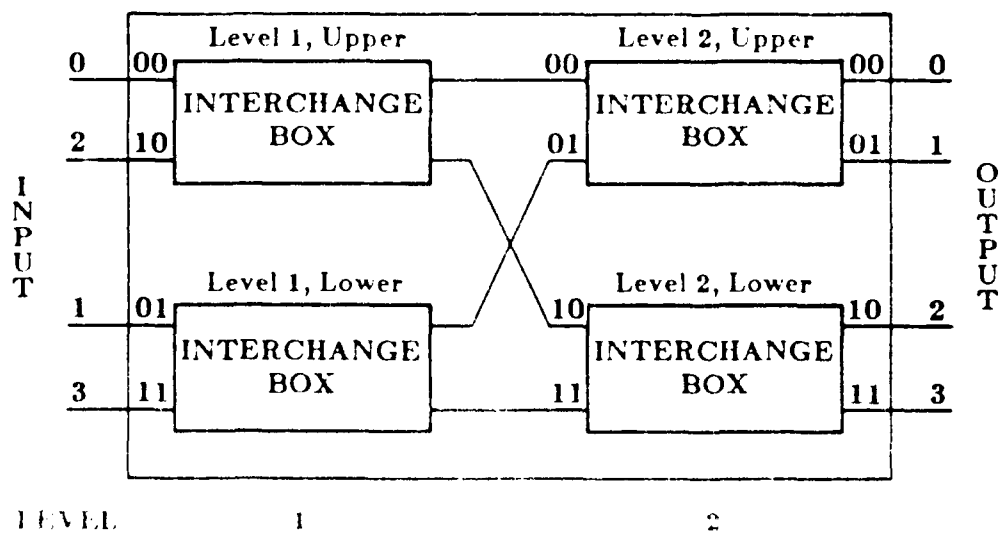 Level 1, Upper Level 2, Upper
0 00 00 00 0
INTERCHANGE BOX
INTERCHANGE BOX
2 10 01 01 1
INPUT
OUTPUT
Level 1, Lower Level 2, Lower
1 01 10 10 2
INTERCHANGE BOX
INTERCHANGE BOX
3 11 11 11 3
LEVEL 1 2